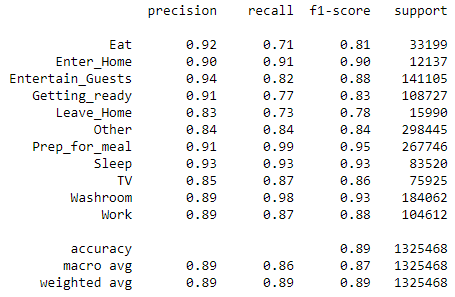 precision recall f1-score support
Eat 0.92 0.71 0.81 33199
Enter_Home 0.90 0.91 0.90 12137
Entertain_Guests 0.94 0.82 0.88 141105
Getting_ready 0.91 0.77 0.83 108727
Leave_Home 0.83 0.73 0.78 15990
Other 0.84 0.84 0.84 298445
Prep_for_meal 0.91 0.99 0.95 267746
Sleep 0.93 0.93 0.93 83520
TV 0.85 0.87 0.86 75925
Washroom 0.89 0.98 0.93 184062
Work 0.89 0.87 0.88 104612
accuracy 0.89 1325468
macro avg 0.89 0.86 0.87 1325468
weighted avg 0.89 0.89 0.89 1325468